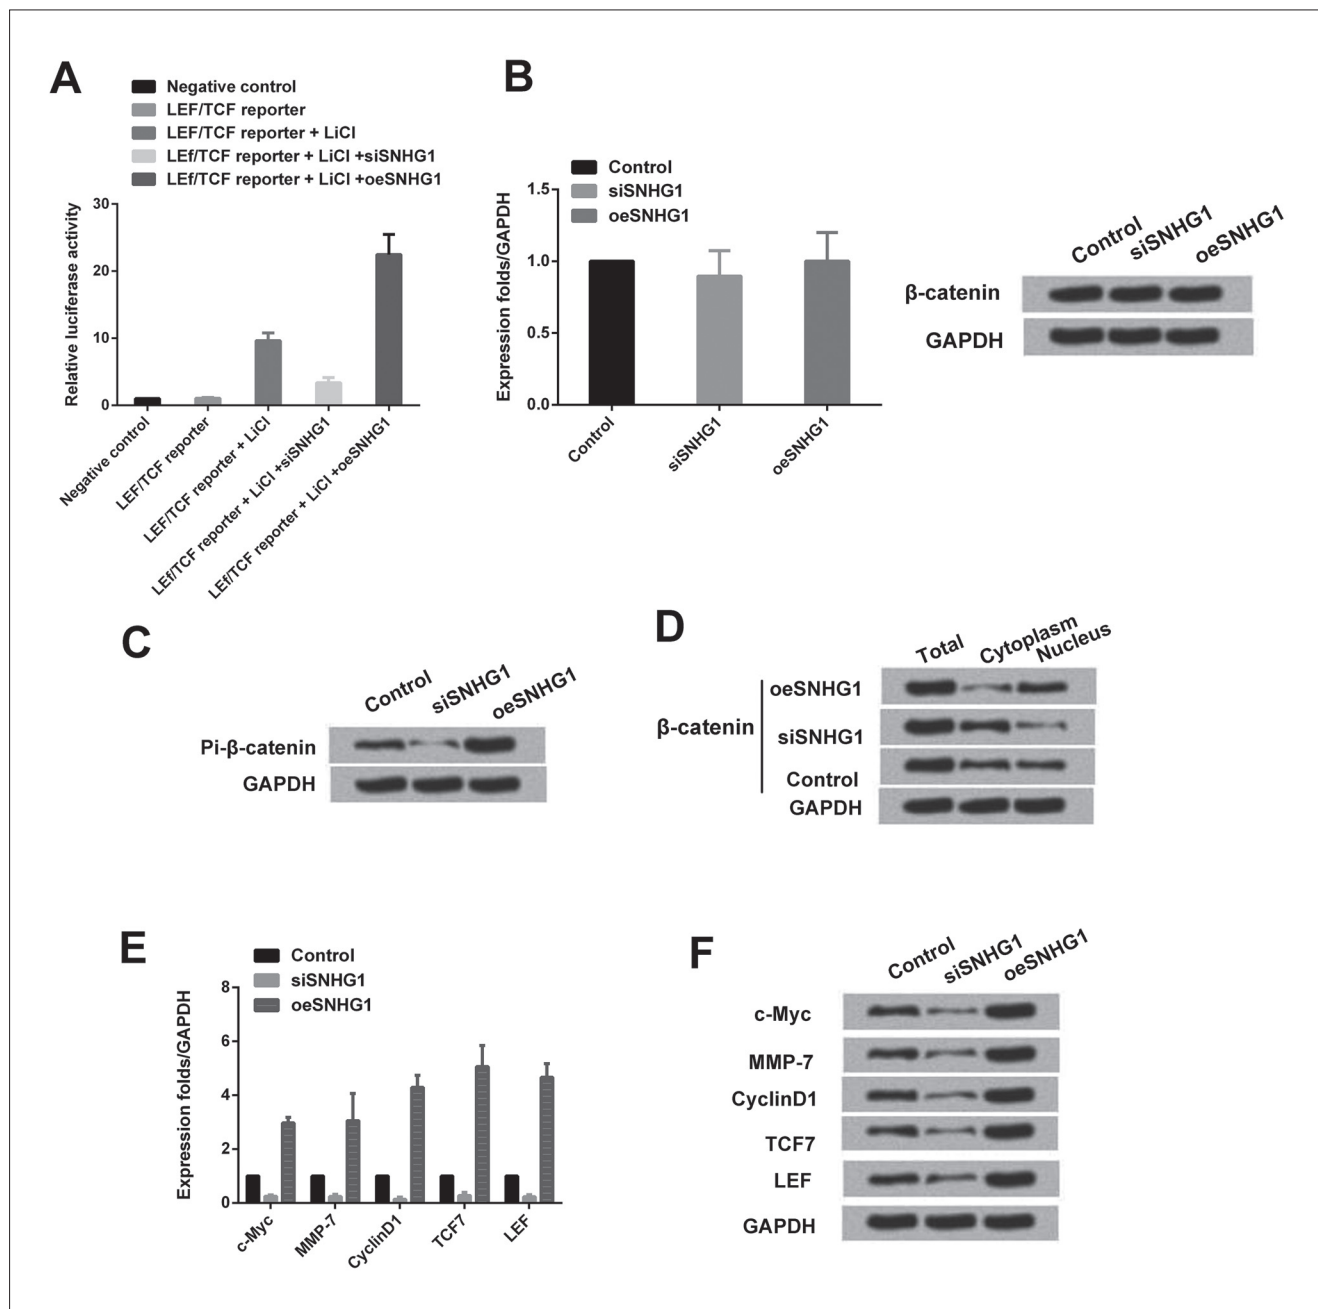 A
Negative control
LEF/TCF reporter
LEF/TCF reporter + LiCl
LEf/TCF reporter + LiCl +siSNHG1
LEf/TCF reporter + LiCl +oeSNHG1
Relative luciferase activity
30
20
10
0
Negative control
LEF/TCF reporter
LEF/TCF reporter + LiCl
LEf/TCF reporter + LiCl +siSNHG1
LEf/TCF reporter + LiCl +oeSNHG1
B
Control
siSNHG1
oeSNHG1
Expression folds/GAPDH
1.5
1.0
0.5
0.0
Control
siSNHG1
oeSNHG1
Control
siSNHG1
oeSNHG1
β-catenin
GAPDH
C
Control
siSNHG1
oeSNHG1
Pi-β-catenin
GAPDH
D
Total
Cytoplasm
Nucleus
β-catenin
oeSNHG1
siSNHG1
Control
GAPDH
E
Control
siSNHG1
oeSNHG1
Expression folds/GAPDH
8
6
4
2
0
c-Myc
MMP-7
CyclinD1
TCF7
LEF
F
Control
siSNHG1
oeSNHG1
c-Myc
MMP-7
CyclinD1
TCF7
LEF
GAPDH